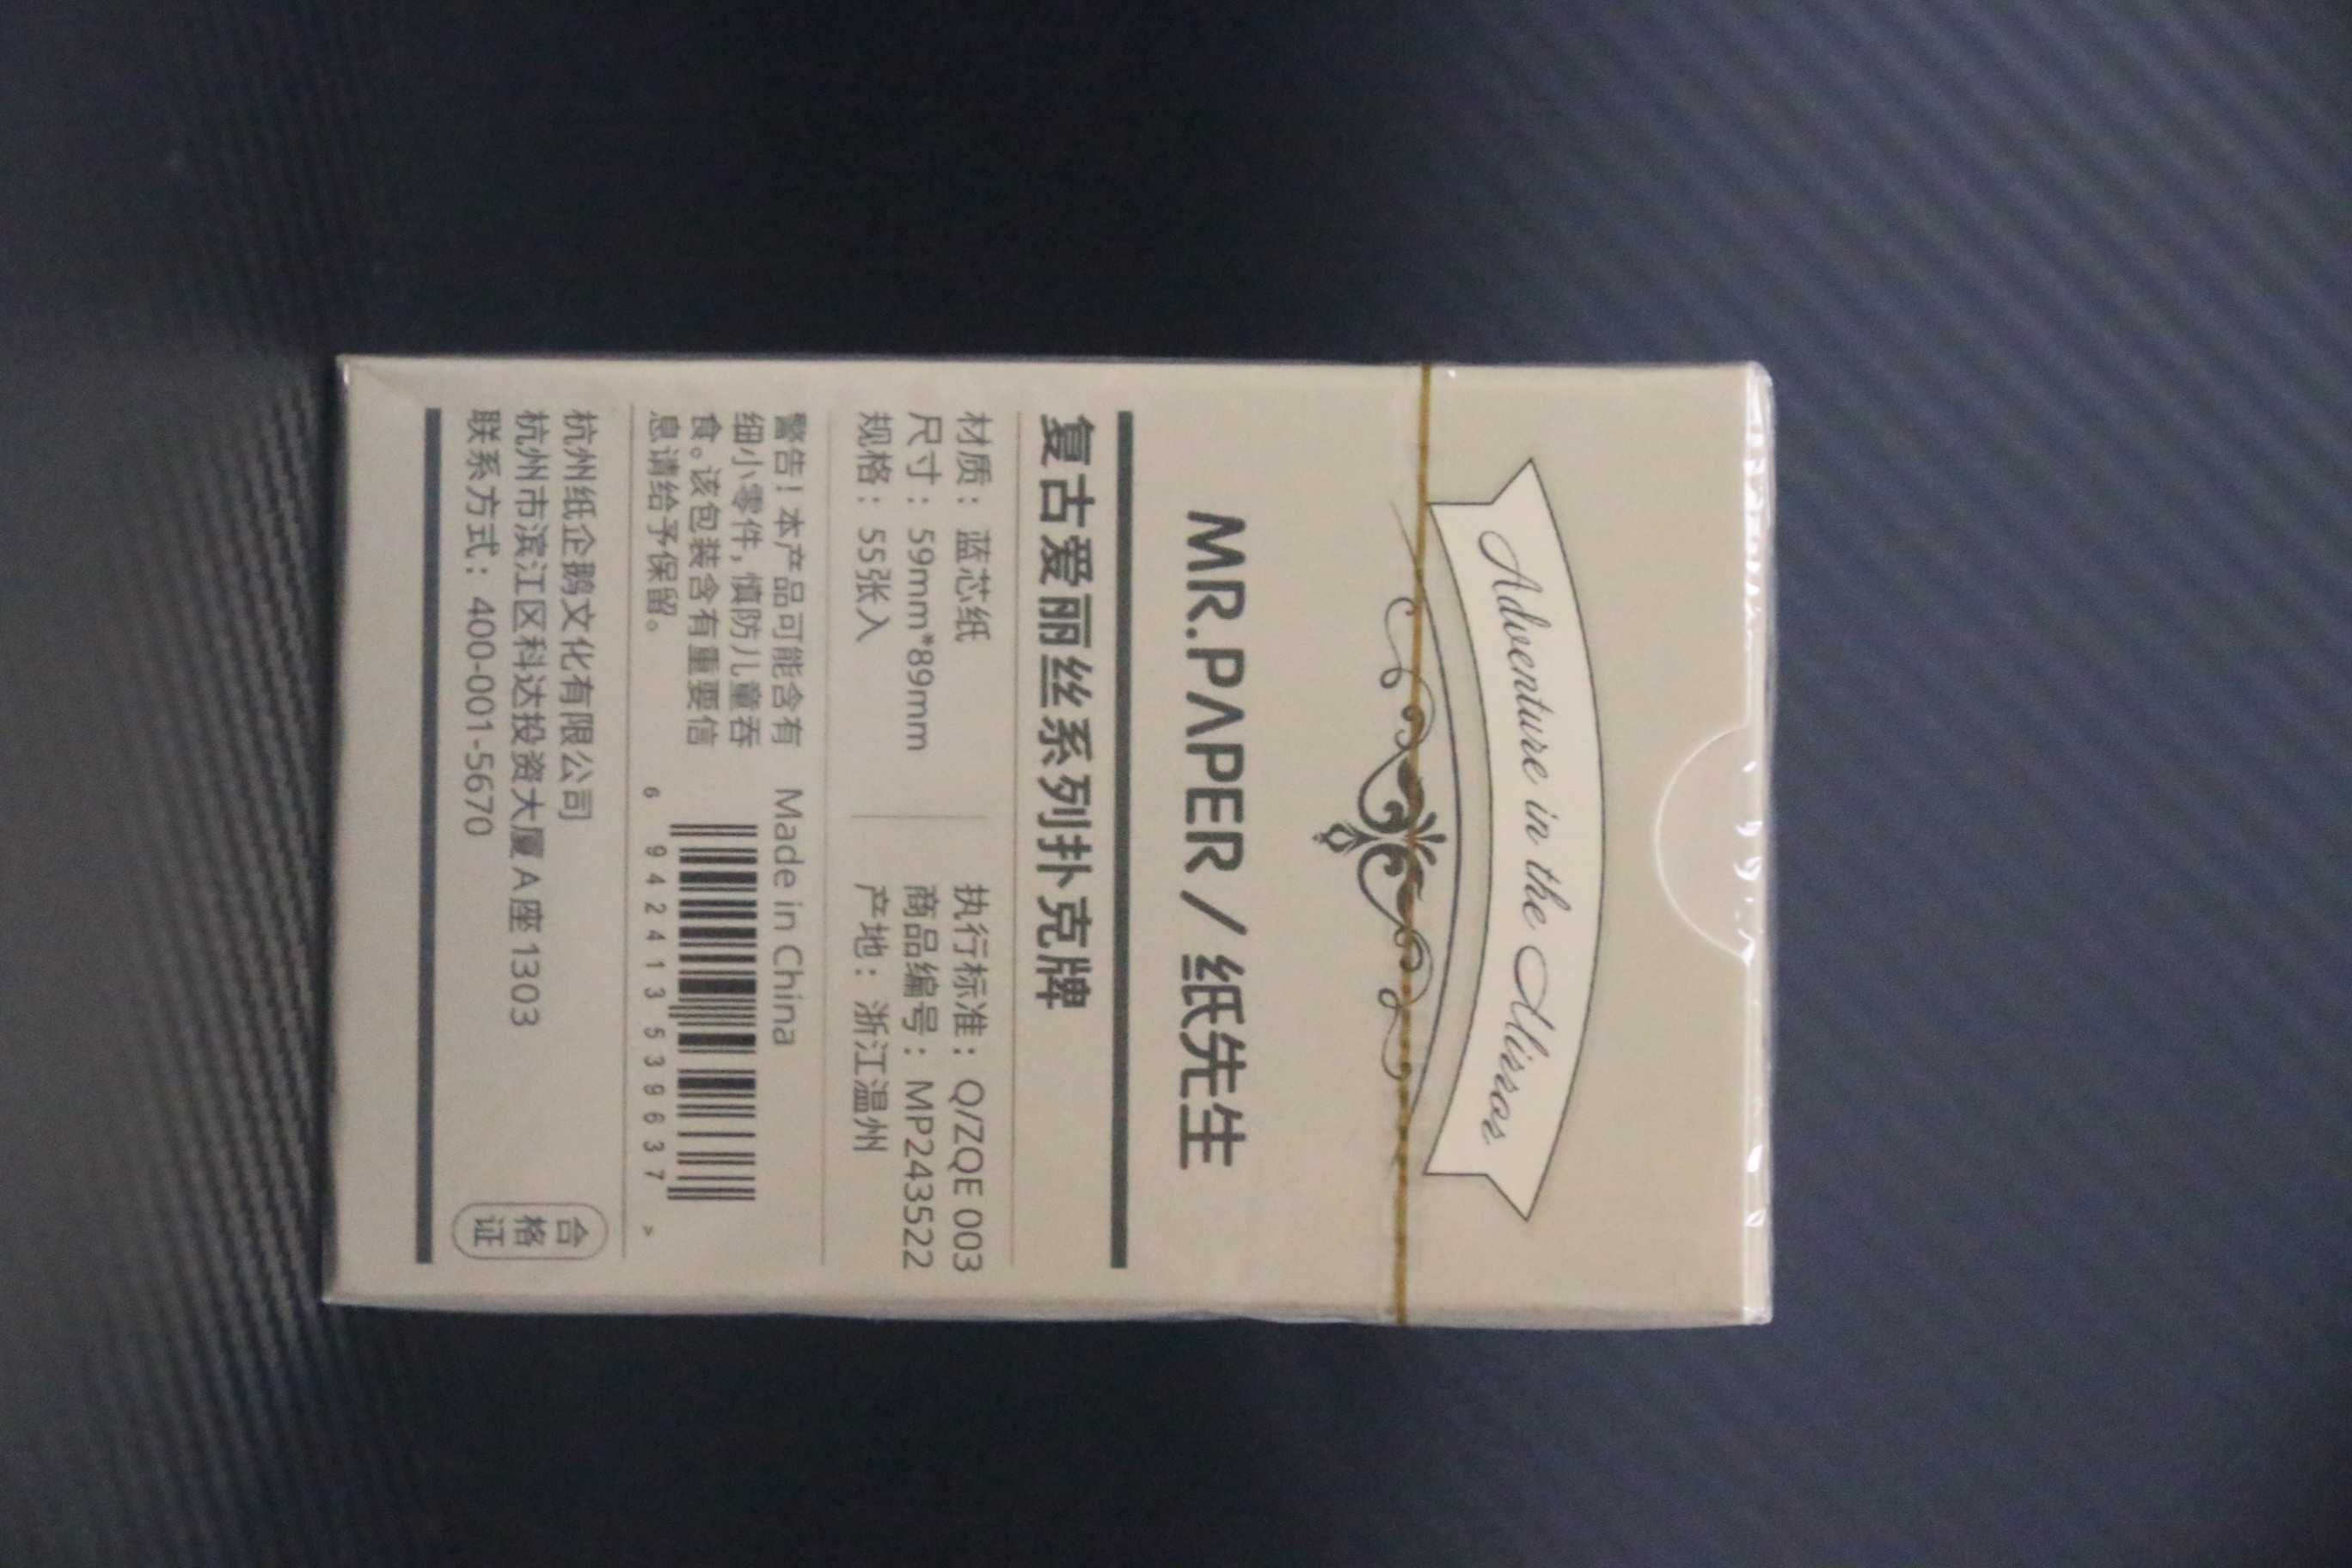 Adventure in the Mirror
MR.PAPER / 纸先生
复古爱丽丝系列扑克牌
材质：蓝芯纸
尺寸：59mm*89mm
规格：55张入
执行标准：Q/ZQE 003
商品编号：MP243522
产地：浙江温州
警告！本产品可能含有
细小零件，慎防儿童吞
食。该包装含有重要信
息请给予保留。
Made in China
6 942413 539637 >
杭州纸企鹅文化有限公司
杭州市滨江区科达投资大厦A座1303
联系方式：400-001-5670
合格证